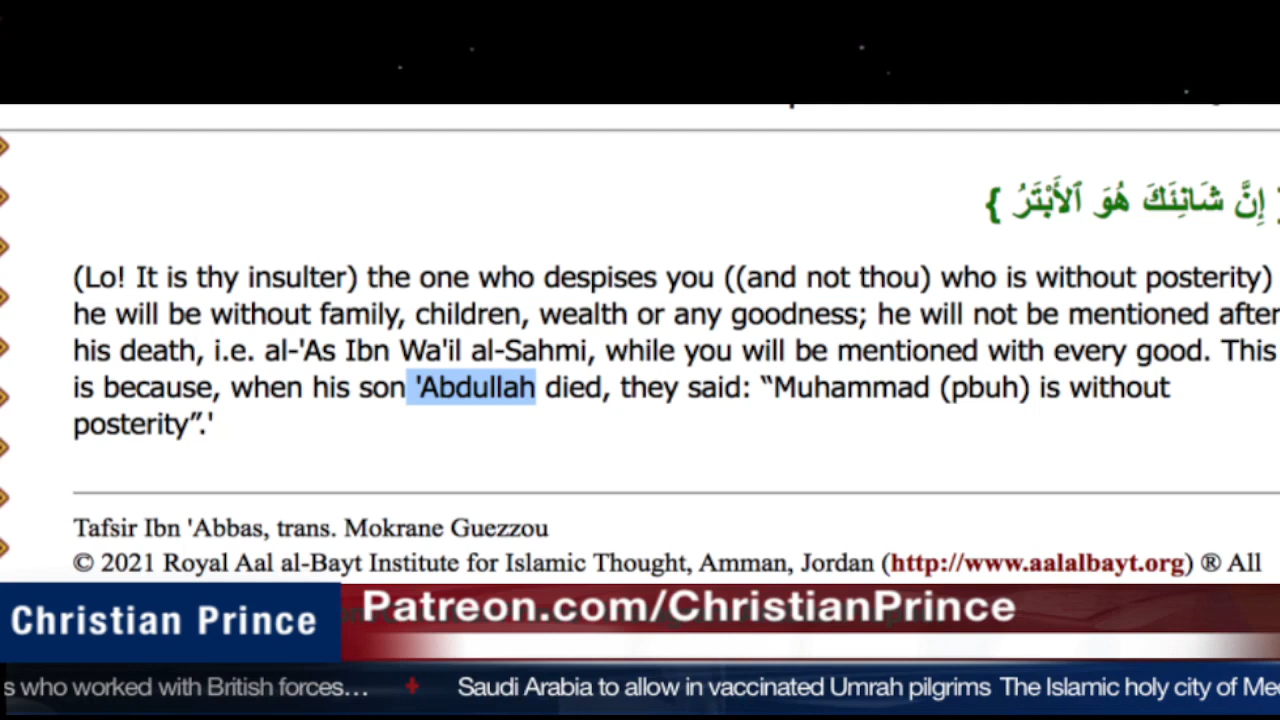 إِنَّ شَانِئَكَ هُوَ ٱلأَبْتَرُ }
(Lo! It is thy insulter) the one who despises you ((and not thou) who is without posterity)
he will be without family, children, wealth or any goodness; he will not be mentioned after
his death, i.e. al-'As Ibn Wa'il al-Sahmi, while you will be mentioned with every good. This
is because, when his son 'Abdullah died, they said: “Muhammad (pbuh) is without
posterity”.'
Tafsir Ibn 'Abbas, trans. Mokrane Guezzou
© 2021 Royal Aal al-Bayt Institute for Islamic Thought, Amman, Jordan (http://www.aalalbayt.org) ® All
Christian Prince
Patreon.com/ChristianPrince
s who worked with British forces... Saudi Arabia to allow in vaccinated Umrah pilgrims The Islamic holy city of Me